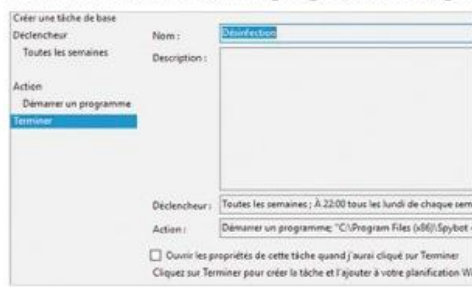 Créer une tâche de base
Déclencheur
Toutes les semaines
Action
Démarrer un programme
Terminer
Nom :
Désinfection
Description :
Déclencheur :
Toutes les semaines ; À 22:00 tous les lundi de chaque sem
Action :
Démarrer un programme; "C:\Program Files (x86)\Spybot -
Ouvrir les propriétés de cette tâche quand j'aurai cliqué sur Terminer
Cliquez sur Terminer pour créer la tâche et l'ajouter à votre planification Wi